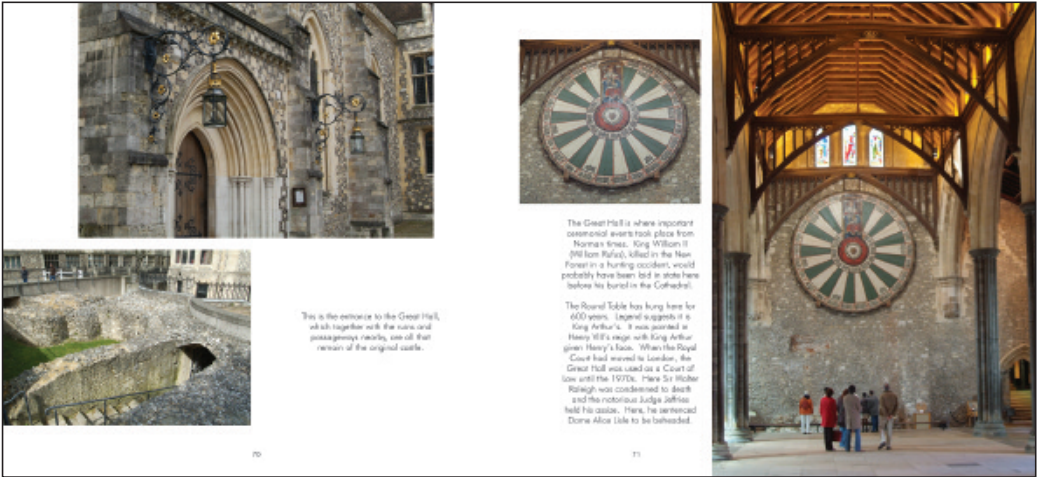 This is the entrance to the Great Hall,
which together with the ruins and
passageways nearby, are all that
remain of the original castle.
70
The Great Hall is where important
ceremonial events took place from
Norman times. King William II
(William Rufus), killed in the New
Forest in a hunting accident, would
probably have been laid in state here
before his burial in the Cathedral.
The Round Table has hung here for
600 years. Legend suggests it is
King Arthur's. It was painted in
Henry VIII's reign with King Arthur
given Henry's face. When the Royal
Court had moved to London, the
Great Hall was used as a Court of
Law until the 1970s. Here Sir Walter
Raleigh was condemned to death
and the notorious Judge Jeffries
held his assize. Here, he sentenced
Dame Alice Lisle to be beheaded.
71